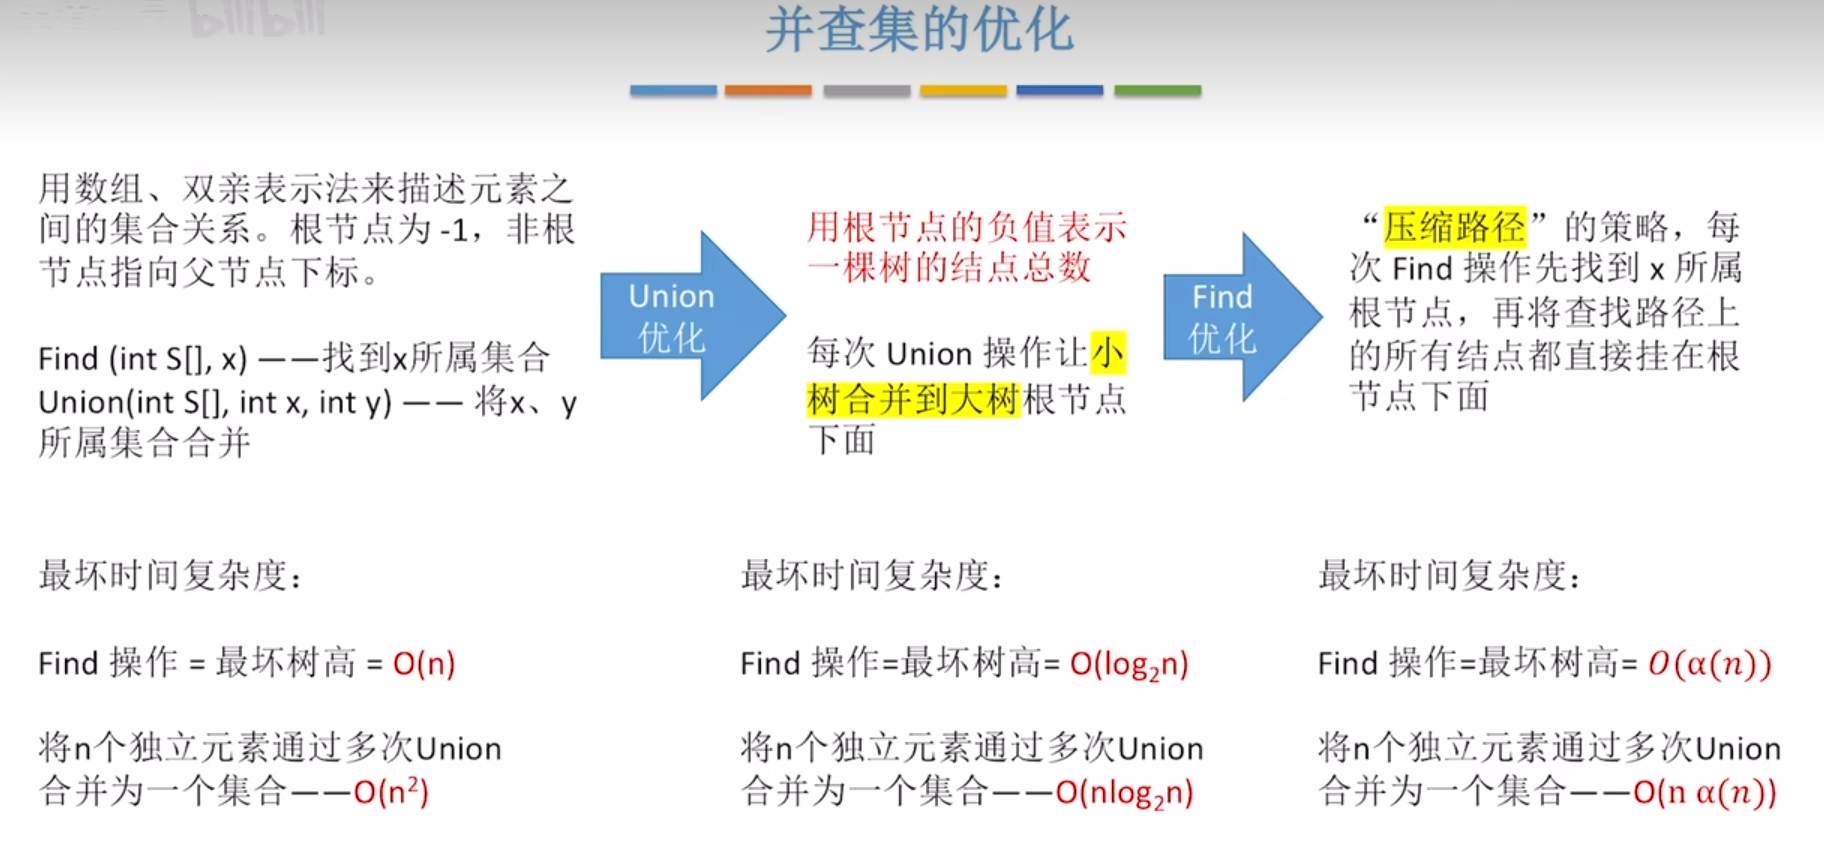 bilibili
并查集的优化
用数组、双亲表示法来描述元素之
间的集合关系。根节点为 -1，非根
节点指向父节点下标。
Find (int S[], x) ——找到x所属集合
Union(int S[], int x, int y) —— 将x、y
所属集合合并
Union
优化
用根节点的负值表示
一棵树的结点总数
每次 Union 操作让小
树合并到大树根节点
下面
Find
优化
“压缩路径”的策略，每
次 Find 操作先找到 x 所属
根节点，再将查找路径上
的所有结点都直接挂在根
节点下面
最坏时间复杂度：
Find 操作 = 最坏树高 = O(n)
将n个独立元素通过多次Union
合并为一个集合——O(n²)
最坏时间复杂度：
Find 操作=最坏树高= O(log₂n)
将n个独立元素通过多次Union
合并为一个集合——O(nlog₂n)
最坏时间复杂度：
Find 操作=最坏树高= O(α(n))
将n个独立元素通过多次Union
合并为一个集合——O(n α(n))